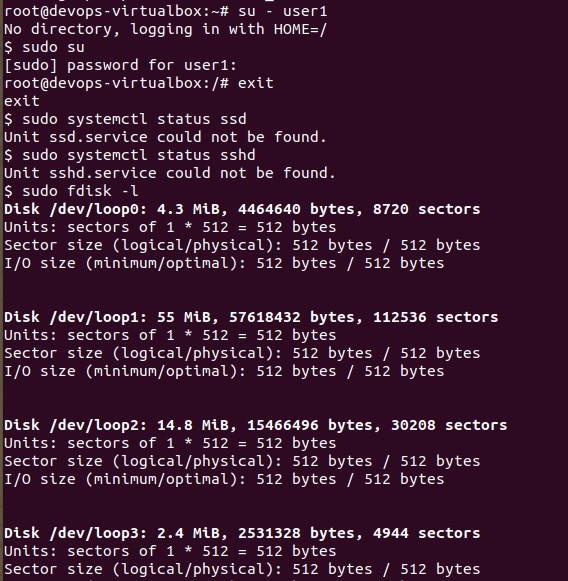 root@devops-virtualbox:~# su - user1
No directory, logging in with HOME=/
$ sudo su
[sudo] password for user1:
root@devops-virtualbox:/# exit
exit
$ sudo systemctl status ssd
Unit ssd.service could not be found.
$ sudo systemctl status sshd
Unit sshd.service could not be found.
$ sudo fdisk -l
Disk /dev/loop0: 4.3 MiB, 4464640 bytes, 8720 sectors
Units: sectors of 1 * 512 = 512 bytes
Sector size (logical/physical): 512 bytes / 512 bytes
I/O size (minimum/optimal): 512 bytes / 512 bytes
Disk /dev/loop1: 55 MiB, 57618432 bytes, 112536 sectors
Units: sectors of 1 * 512 = 512 bytes
Sector size (logical/physical): 512 bytes / 512 bytes
I/O size (minimum/optimal): 512 bytes / 512 bytes
Disk /dev/loop2: 14.8 MiB, 15466496 bytes, 30208 sectors
Units: sectors of 1 * 512 = 512 bytes
Sector size (logical/physical): 512 bytes / 512 bytes
I/O size (minimum/optimal): 512 bytes / 512 bytes
Disk /dev/loop3: 2.4 MiB, 2531328 bytes, 4944 sectors
Units: sectors of 1 * 512 = 512 bytes
Sector size (logical/physical): 512 bytes / 512 bytes